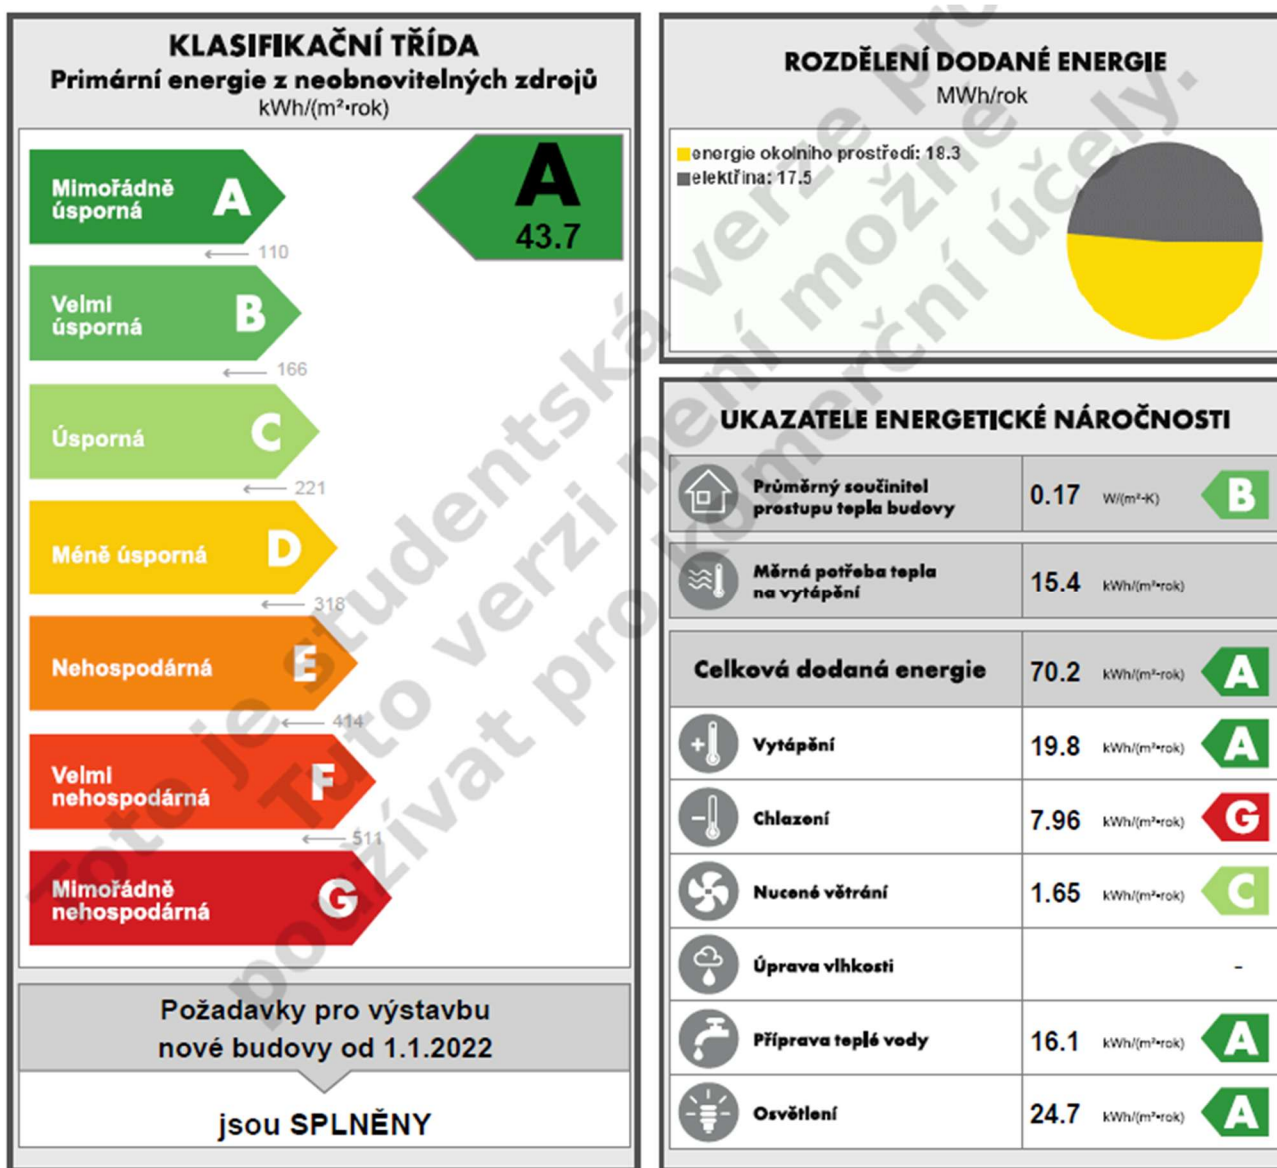 KLASIFIKAČNÍ TŘÍDA
Primární energie z neobnovitelných zdrojů
kWh/(m²•rok)
Mimořádně
úsporná
A
A
43.7
110
Velmi
úsporná
B
166
Úsporná
C
221
Méně úsporná
D
318
Nehospodárná
E
414
Velmi
nehospodárná
F
511
Mimořádně
nehospodárná
G
Požadavky pro výstavbu
nové budovy od 1.1.2022
jsou SPLNĚNY
ROZDĚLENÍ DODANÉ ENERGIE
MWh/rok
energie okolního prostředí: 18.3
elektřina: 17.5
UKAZATELE ENERGETICKÉ NÁROČNOSTI
Průměrný součinitel
prostupu tepla budovy
0.17 W/(m²•K) B
Měrná potřeba tepla
na vytápění
15.4 kWh/(m²•rok)
Celková dodaná energie 70.2 kWh/(m²•rok) A
Vytápění 19.8 kWh/(m²•rok) A
Chlazení 7.96 kWh/(m²•rok) G
Nucené větrání 1.65 kWh/(m²•rok) C
Úprava vlhkosti -
Příprava teplé vody 16.1 kWh/(m²•rok) A
Osvětlení 24.7 kWh/(m²•rok) A
Toto je studentská verze pro
Tuto verzi není možné
používat pro komerční účely.